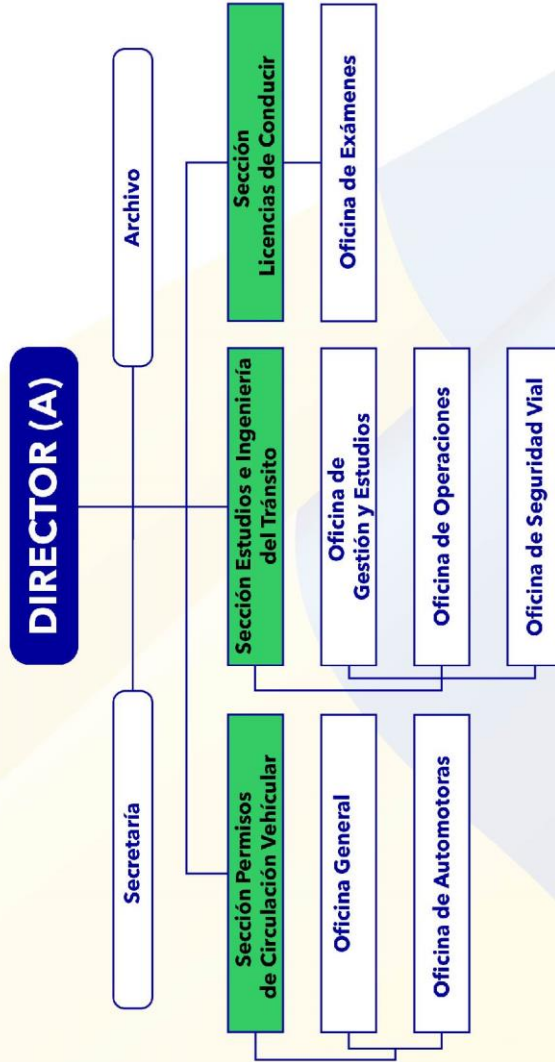 DIRECTOR (A)
Secretaría
Archivo
Sección Permisos
de Circulación Vehícular
Oficina General
Oficina de Automotoras
Sección Estudios e Ingeniería
del Tránsito
Oficina de
Gestión y Estudios
Oficina de Operaciones
Oficina de Seguridad Vial
Sección
Licencias de Conducir
Oficina de Exámenes